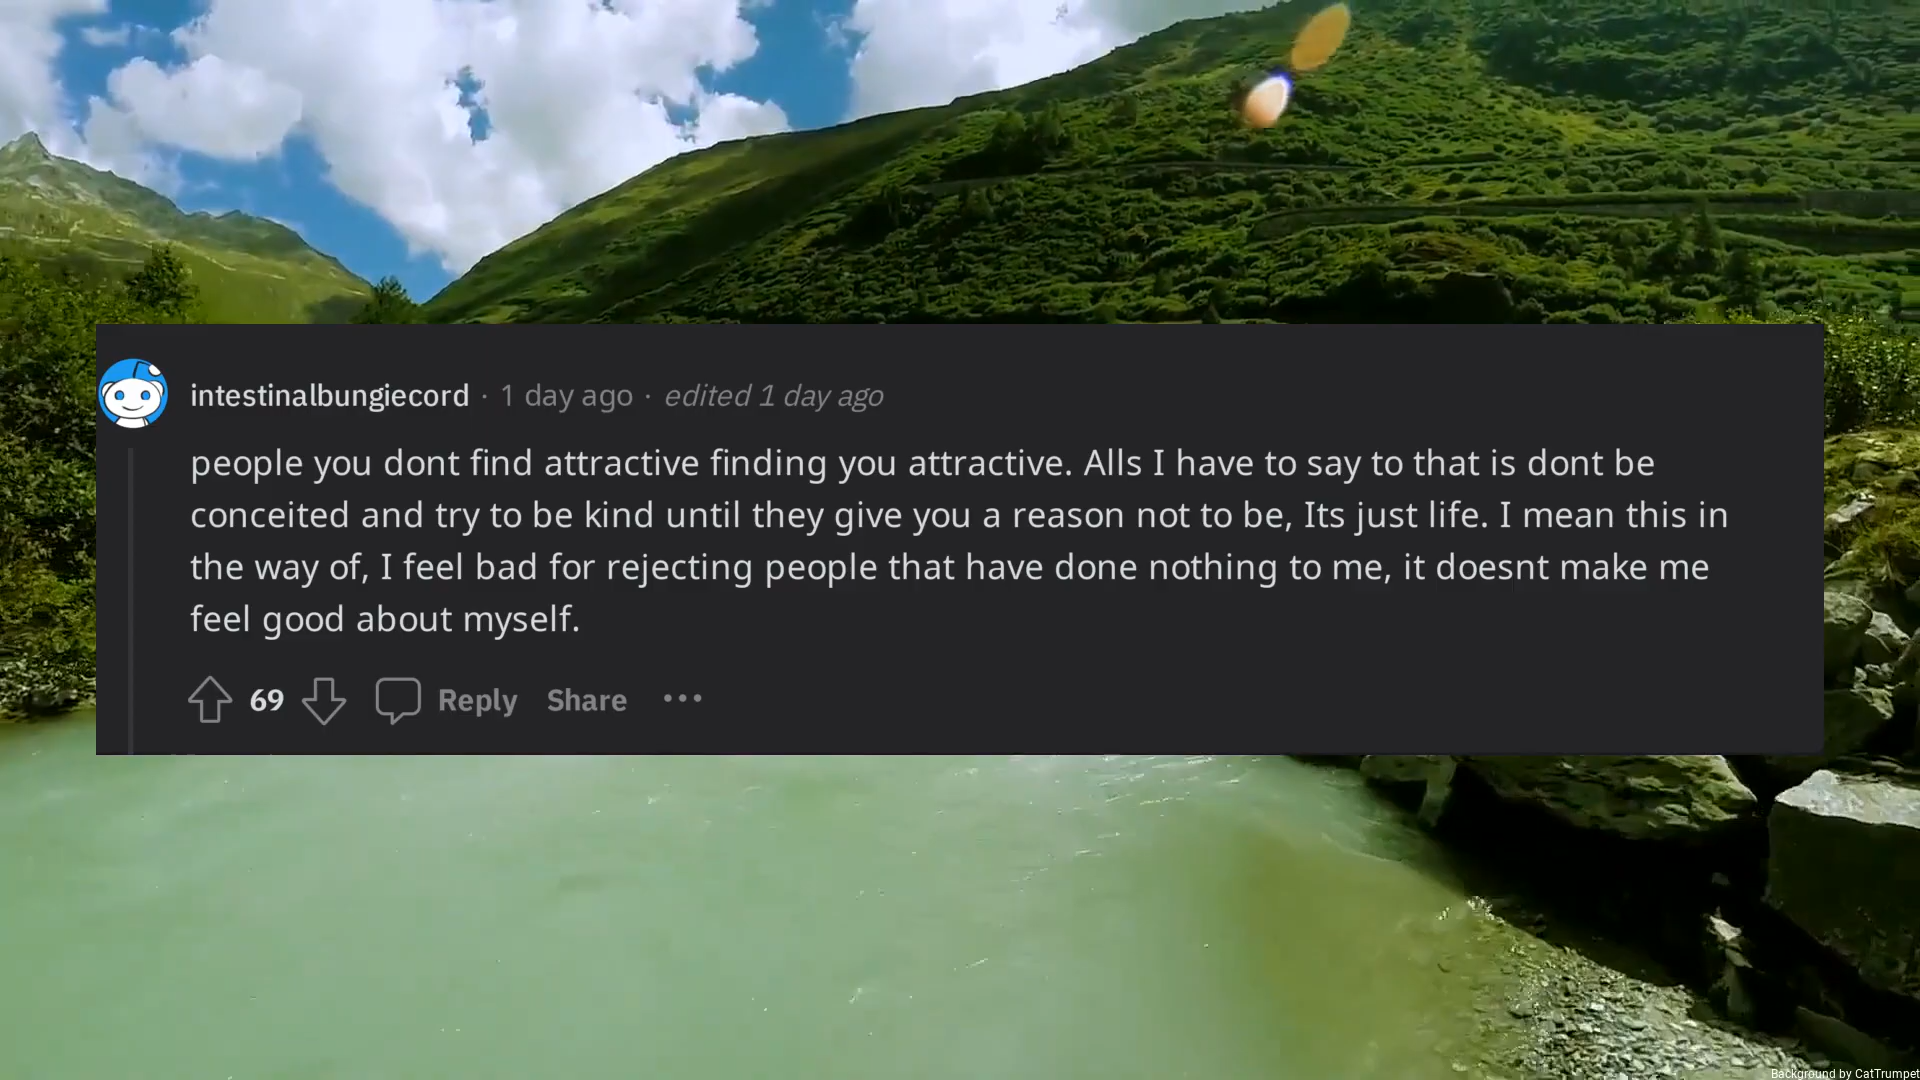 intestinalbungiecord · 1 day ago · edited 1 day ago
people you dont find attractive finding you attractive. Alls I have to say to that is dont be
conceited and try to be kind until they give you a reason not to be, Its just life. I mean this in
the way of, I feel bad for rejecting people that have done nothing to me, it doesnt make me
feel good about myself.
69 Reply Share ...
Background by CatTrumpet